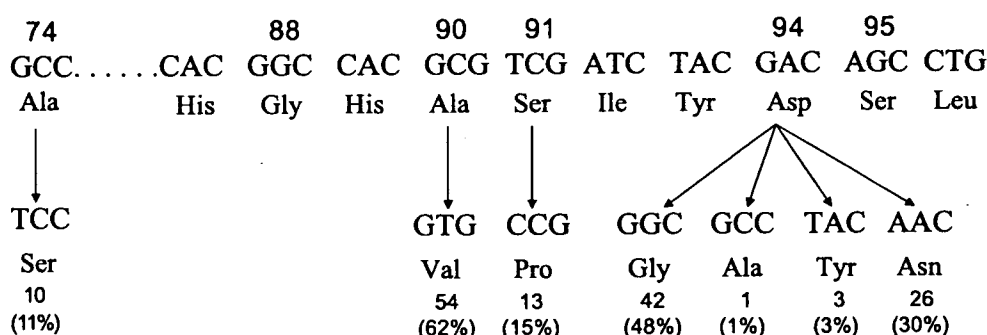 74 88 90 91 94 95
GCC. . . . . .CAC GGC CAC GCG TCG ATC TAC GAC AGC CTG
Ala His Gly His Ala Ser Ile Tyr Asp Ser Leu
TCC GTG CCG GGC GCC TAC AAC
Ser Val Pro Gly Ala Tyr Asn
10 54 13 42 1 3 26
(11%) (62%) (15%) (48%) (1%) (3%) (30%)